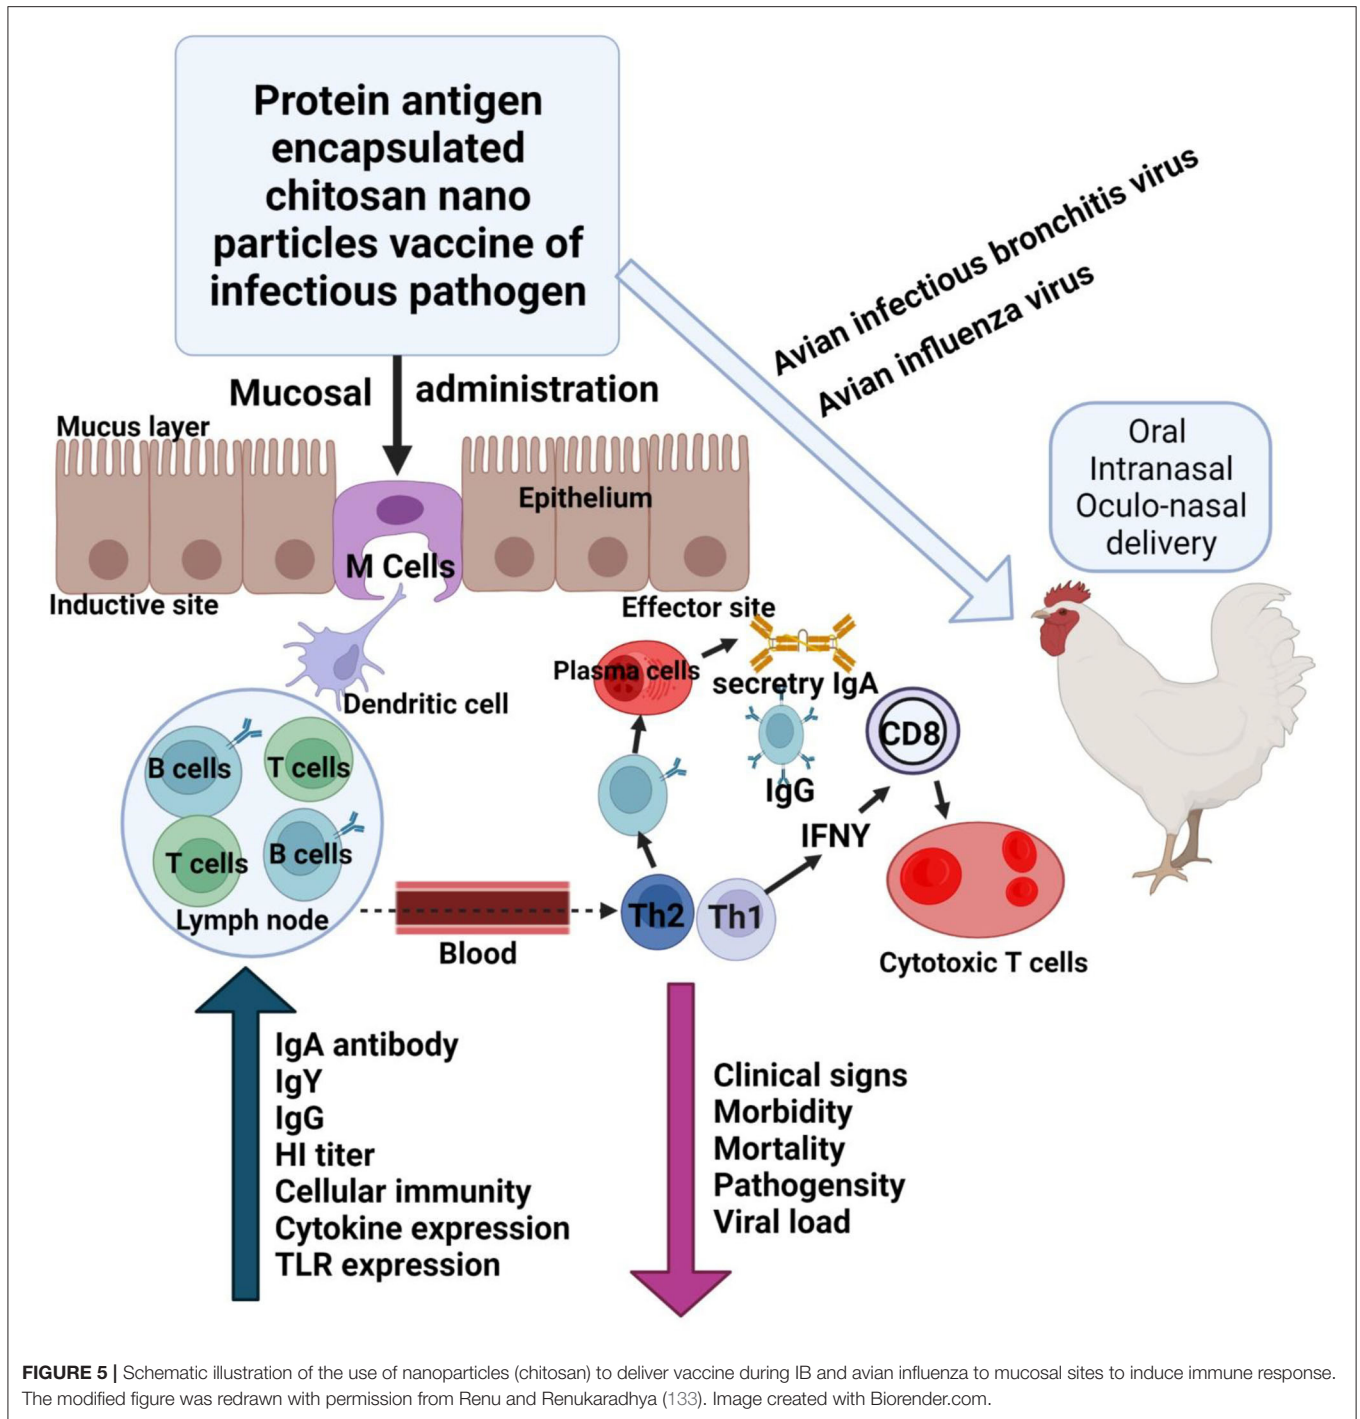 Protein antigen
encapsulated
chitosan nano
particles vaccine of
infectious pathogen
Avian infectious bronchitis virus
Avian influenza virus
Mucosal administration
Mucus layer
Epithelium
M Cells
Inductive site
Oral
Intranasal
Oculo-nasal
delivery
Effector site
Plasma cells
secretry IgA
Dendritic cell
CD8
B cells
T cells
IgG
IFNY
T cells
B cells
Lymph node
Th2
Th1
Blood
Cytotoxic T cells
IgA antibody
IgY
IgG
HI titer
Cellular immunity
Cytokine expression
TLR expression
Clinical signs
Morbidity
Mortality
Pathogensity
Viral load
FIGURE 5 | Schematic illustration of the use of nanoparticles (chitosan) to deliver vaccine during IB and avian influenza to mucosal sites to induce immune response.
The modified figure was redrawn with permission from Renu and Renukaradhya (133). Image created with Biorender.com.